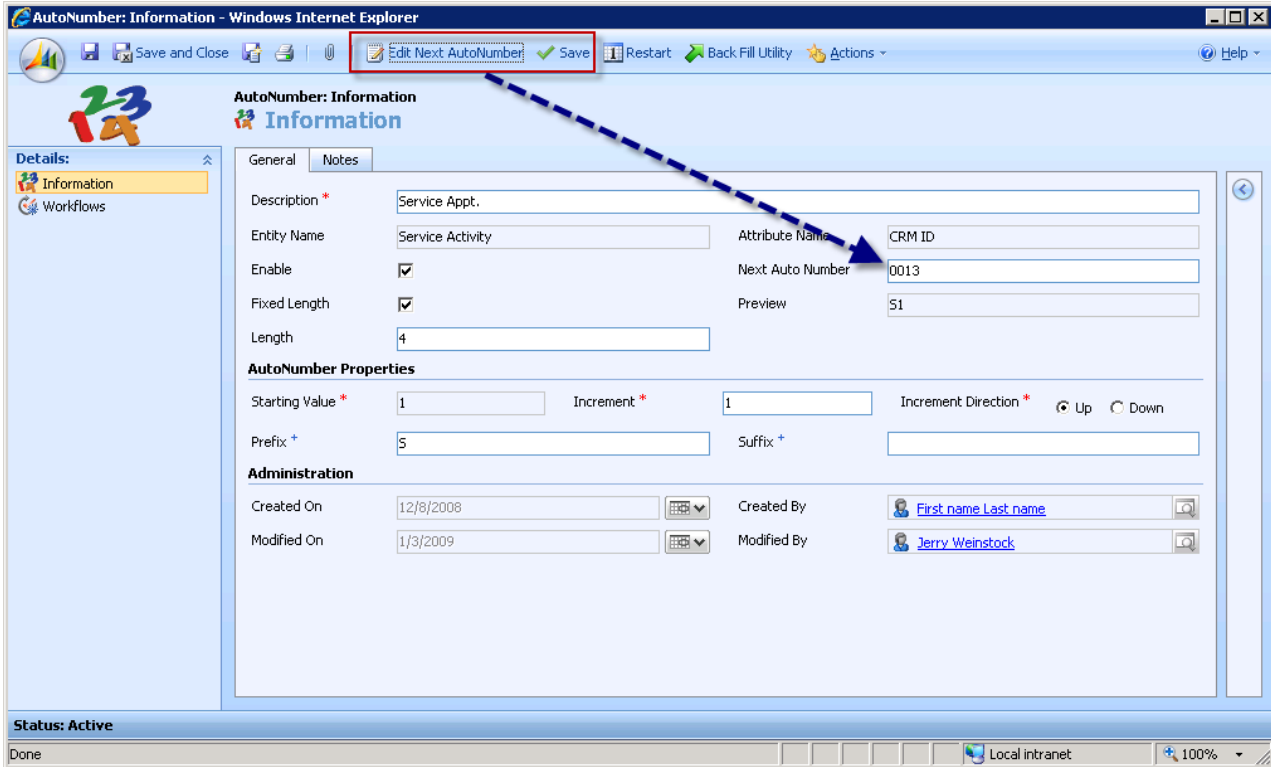 AutoNumber: Information - Windows Internet Explorer
Save and Close Edit Next AutoNumber Save Restart Back Fill Utility Actions Help
AutoNumber: Information
Information
Details:
Information
Workflows
General Notes
Description * Service Appt.
Entity Name Service Activity Attribute Name CRM ID
Enable Next Auto Number 0013
Fixed Length Preview S1
Length 4
AutoNumber Properties
Starting Value * 1 Increment * 1 Increment Direction * Up Down
Prefix + S Suffix +
Administration
Created On 12/8/2008 Created By First name Last name
Modified On 1/3/2009 Modified By Jerry Weinstock
Status: Active
Done Local intranet 100%